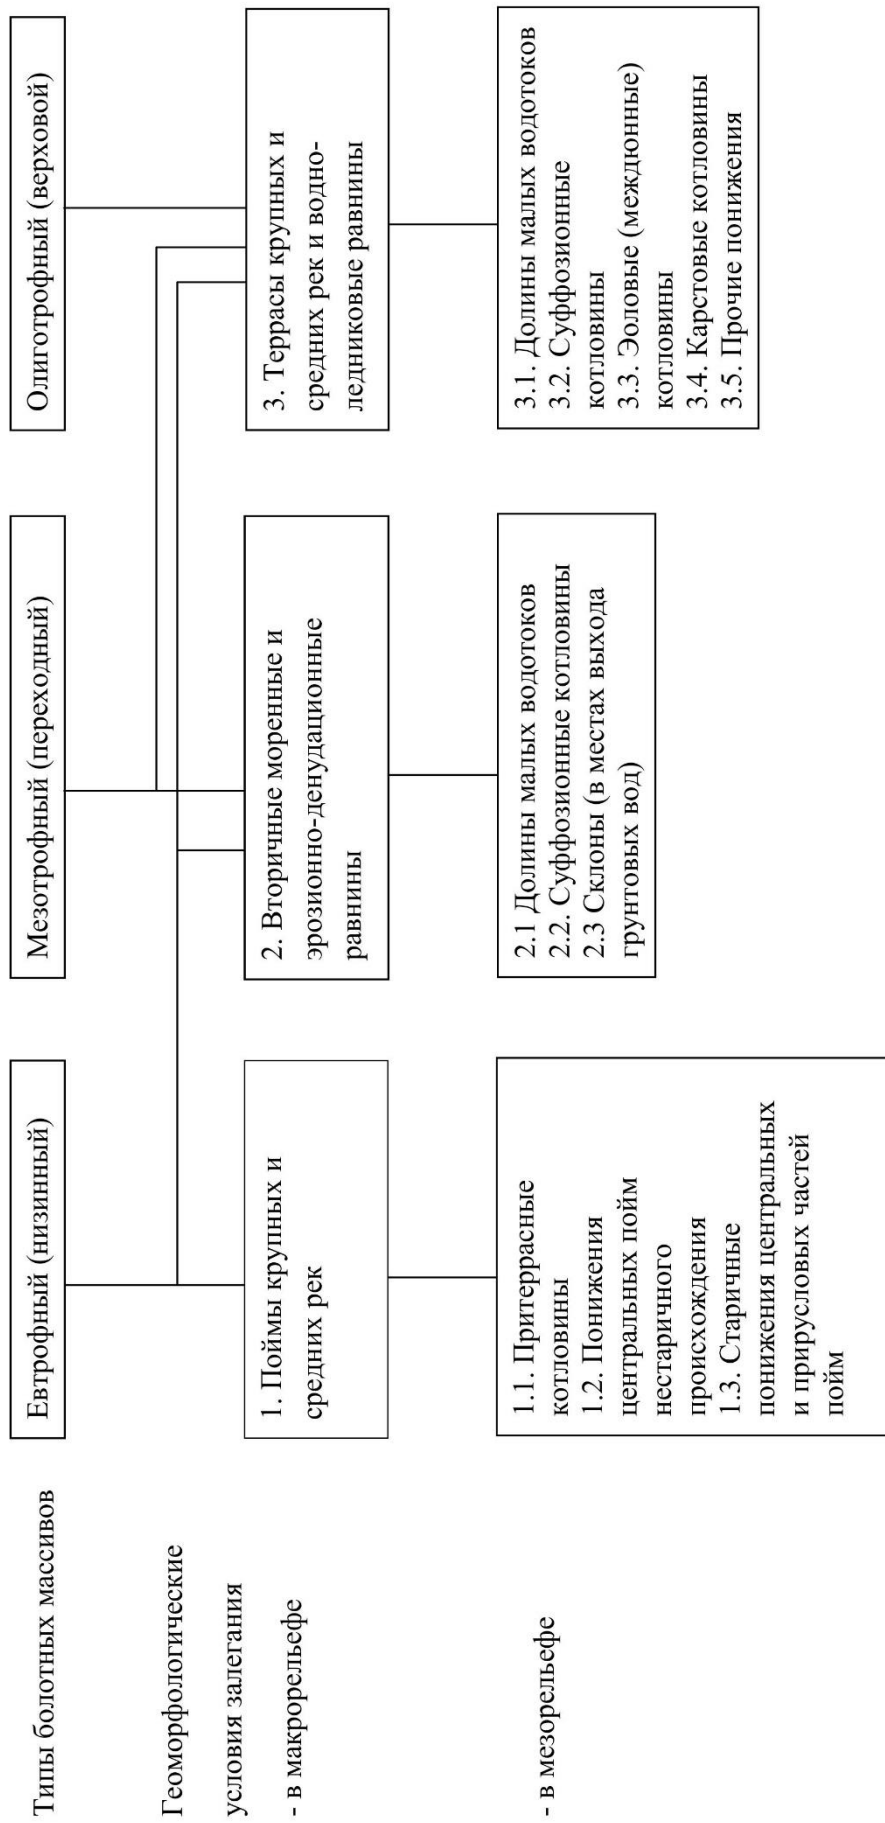 Типы болотных массивов
Евтрофный (низинный)
Мезотрофный (переходный)
Олиготрофный (верховой)
Геоморфологические
условия залегания
- в макрорельефе
1. Поймы крупных и
средних рек
2. Вторичные моренные и
эрозионно-денудационные
равнины
3. Террасы крупных и
средних рек и водно-
ледниковые равнины
- в мезорельефе
1.1. Притеррасные
котловины
1.2. Понижения
центральных пойм
нестаричного
происхождения
1.3. Старичные
понижения центральных
и прирусловых частей
пойм
2.1 Долины малых водотоков
2.2. Суффозионные котловины
2.3 Склоны (в местах выхода
грунтовых вод)
3.1. Долины малых водотоков
3.2. Суффозионные
котловины
3.3. Эоловые (междюнные)
котловины
3.4. Карстовые котловины
3.5. Прочие понижения